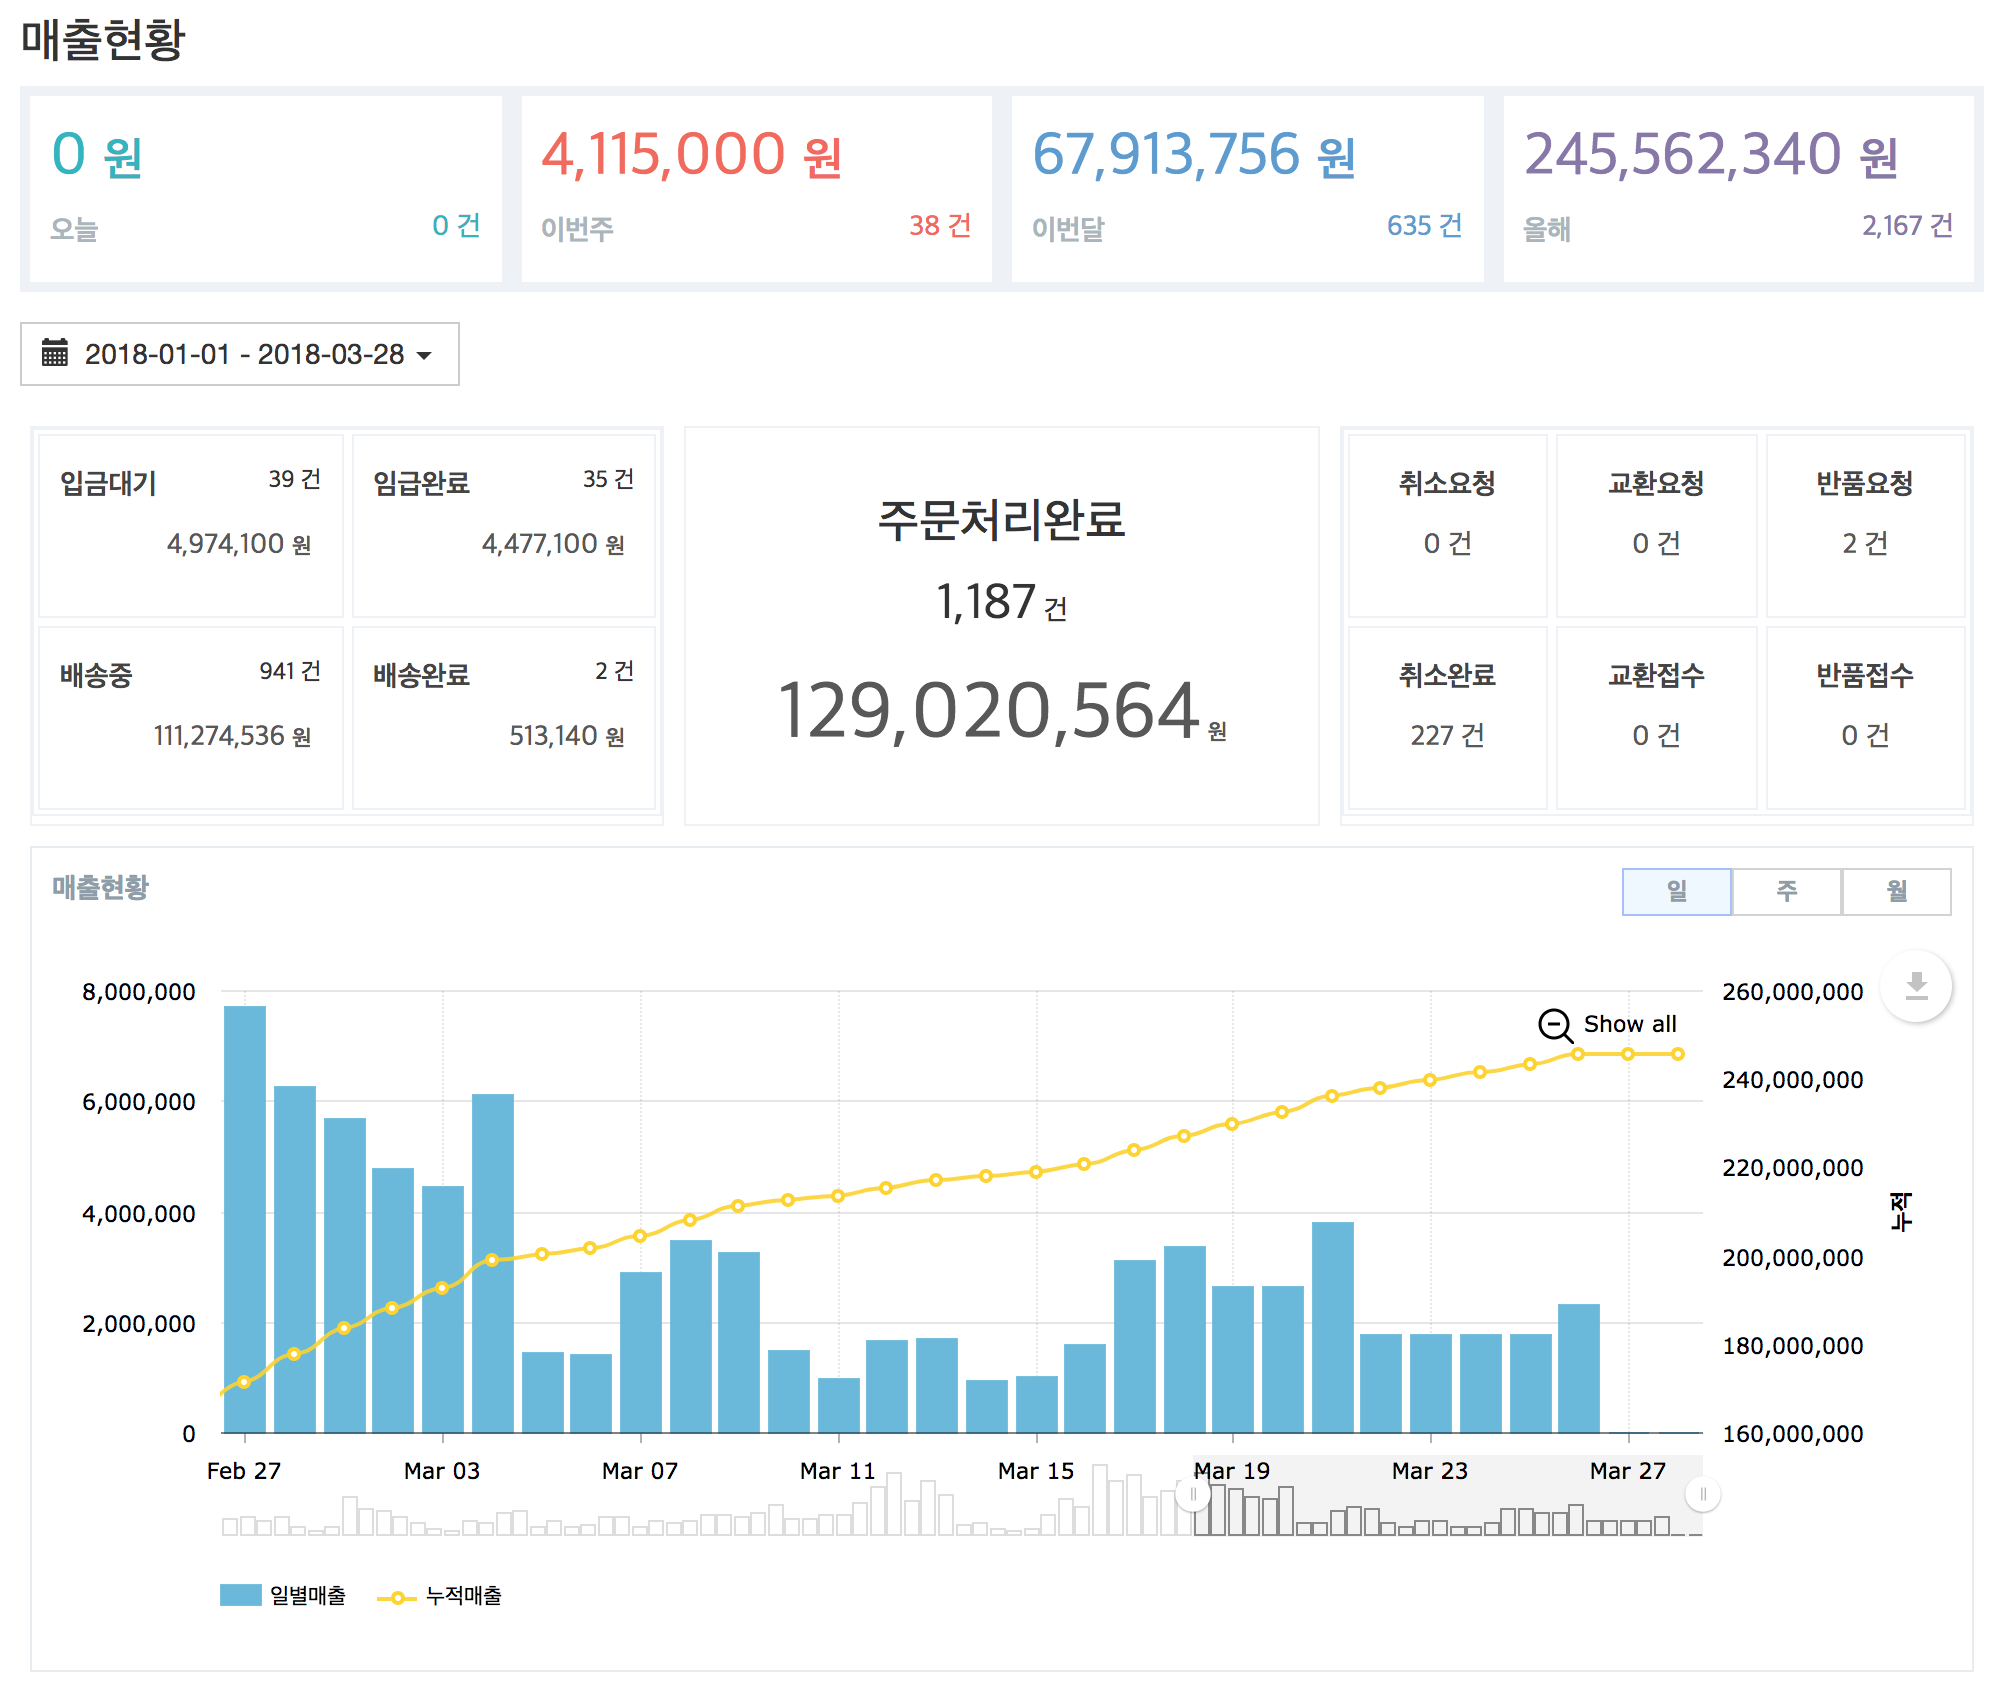 매출현황
0 원
오늘 0 건
4,115,000 원
이번주 38 건
67,913,756 원
이번달 635 건
245,562,340 원
올해 2,167 건
2018-01-01 - 2018-03-28
입금대기 39 건
4,974,100 원
임급완료 35 건
4,477,100 원
배송중 941 건
111,274,536 원
배송완료 2 건
513,140 원
주문처리완료
1,187 건
129,020,564 원
취소요청
0 건
교환요청
0 건
반품요청
2 건
취소완료
227 건
교환접수
0 건
반품접수
0 건
매출현황
일 주 월
8,000,000
6,000,000
4,000,000
2,000,000
0
Show all
260,000,000
240,000,000
220,000,000
200,000,000
180,000,000
160,000,000
누적
Feb 27 Mar 03 Mar 07 Mar 11 Mar 15 Mar 19 Mar 23 Mar 27
일별매출 누적매출